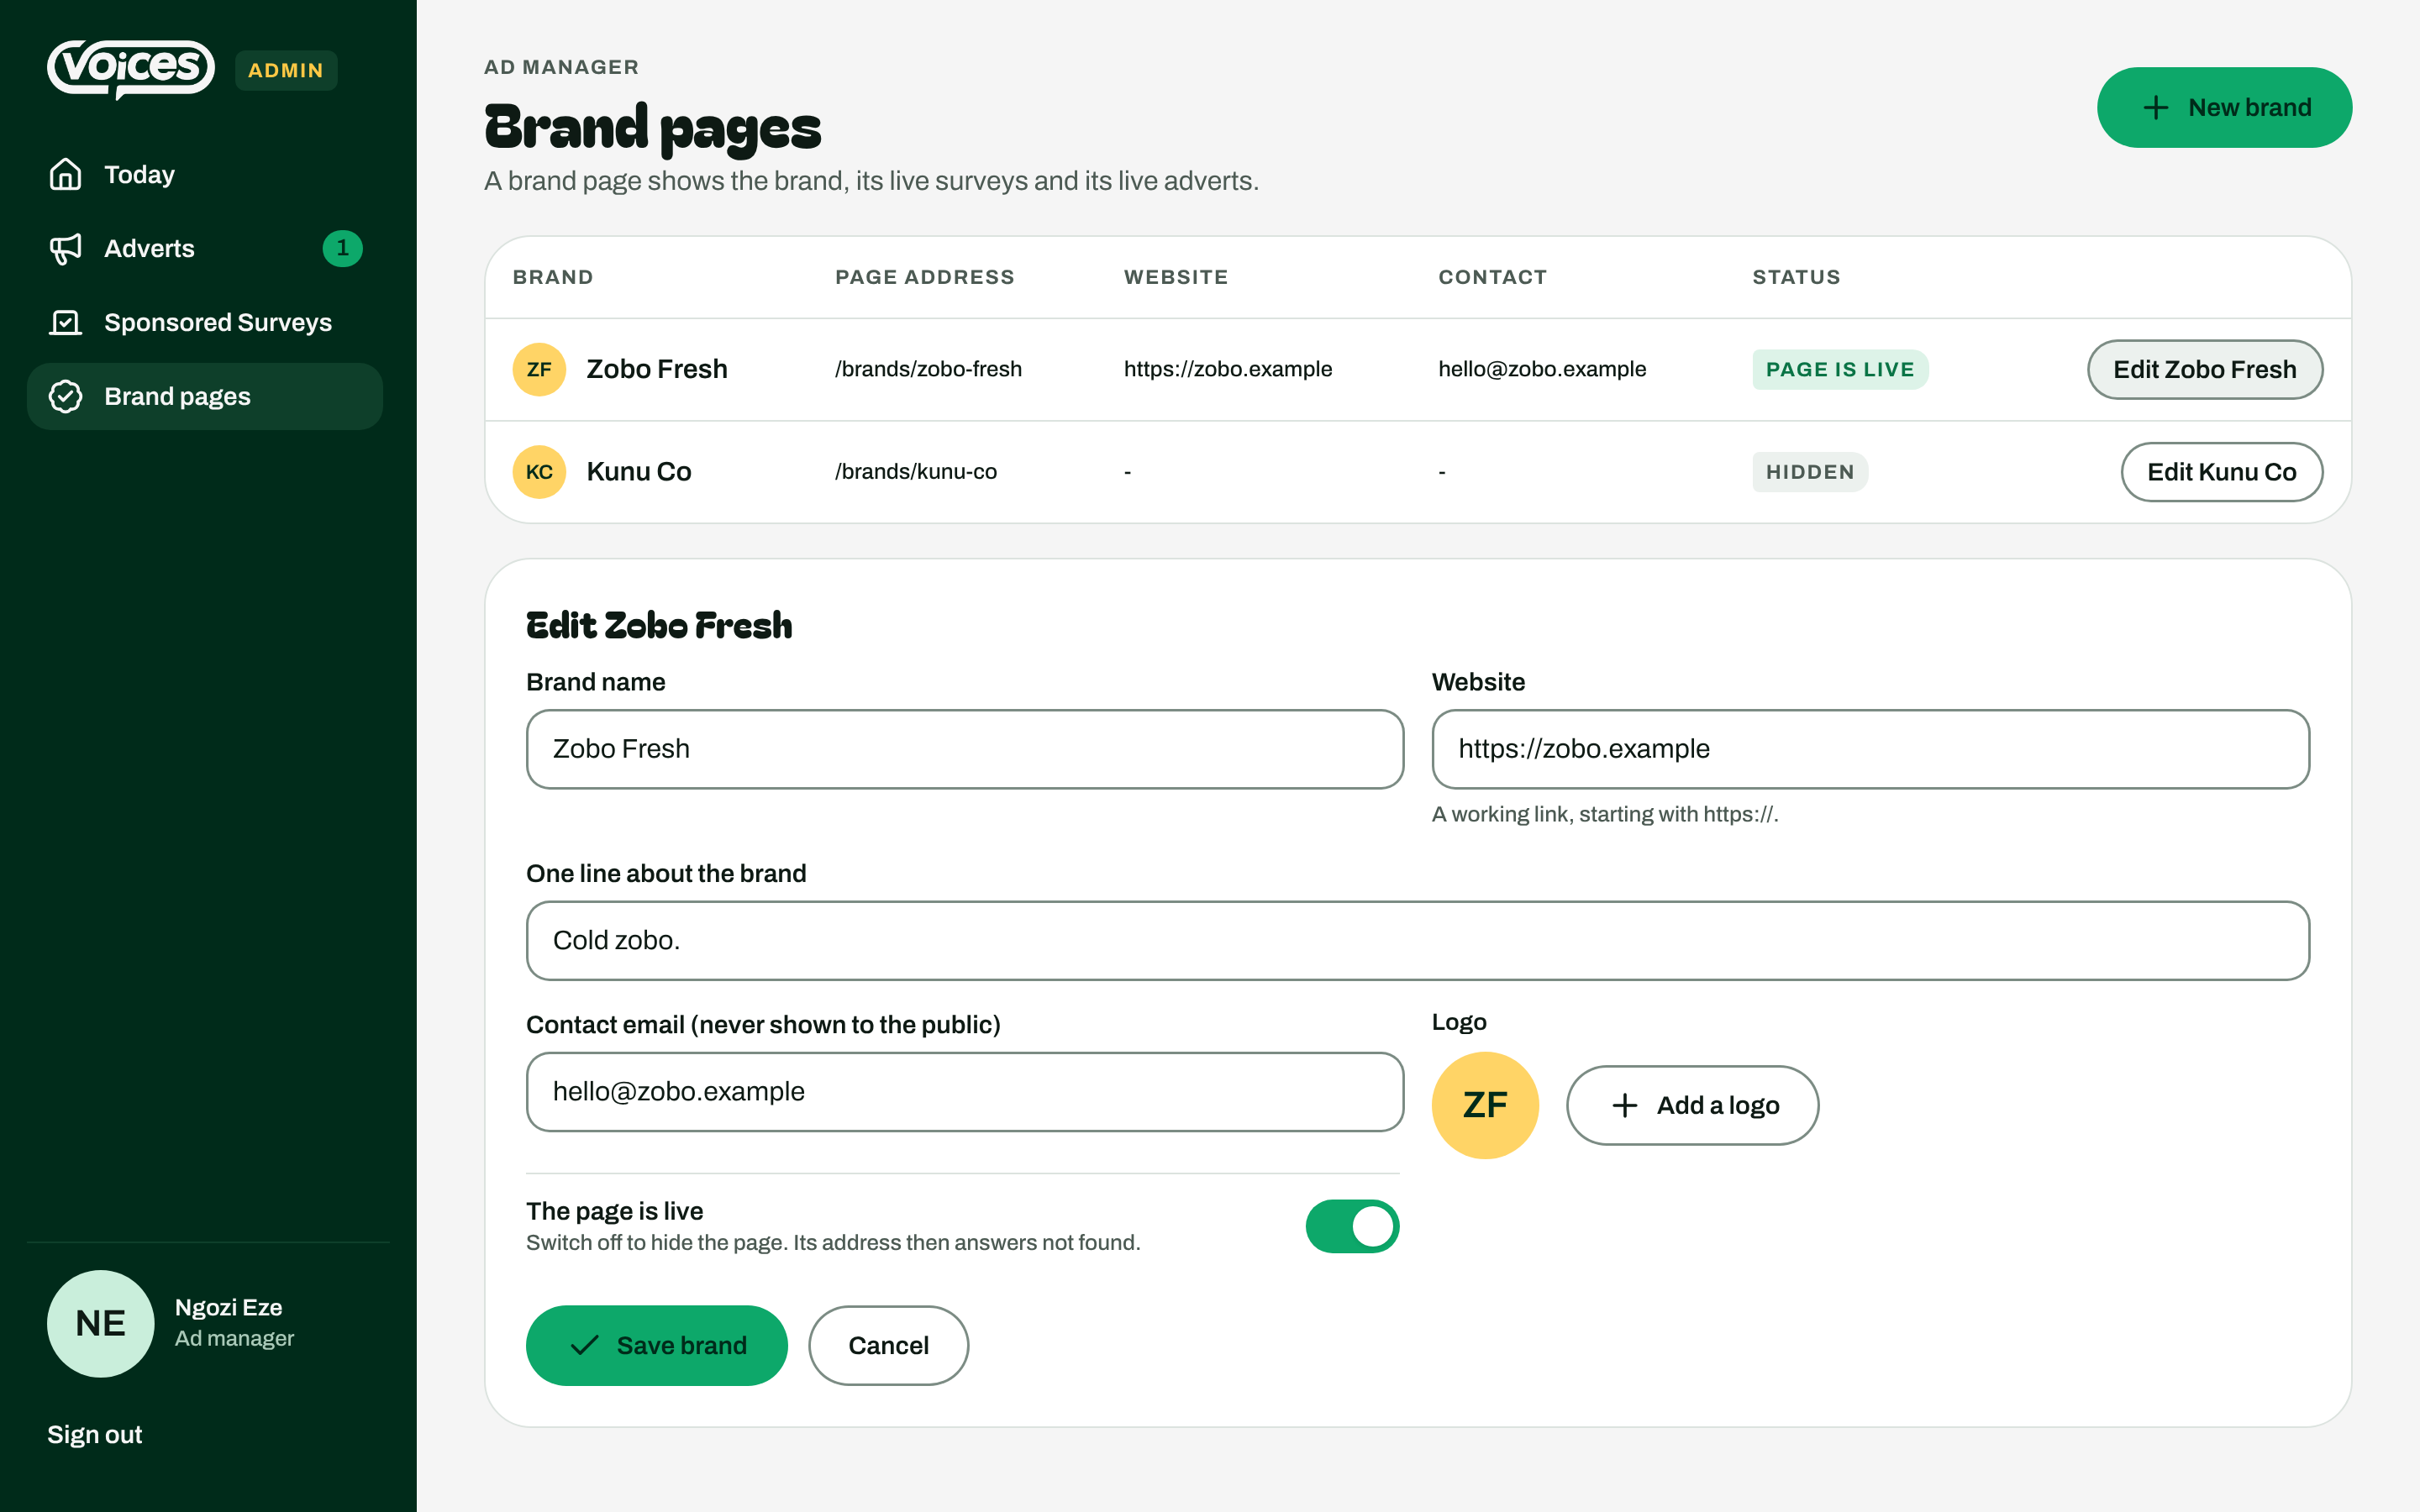 Voices
ADMIN
Today
Adverts 1
Sponsored Surveys
Brand pages
NE
Ngozi Eze
Ad manager
Sign out
AD MANAGER
Brand pages
A brand page shows the brand, its live surveys and its live adverts.
New brand
BRAND PAGE ADDRESS WEBSITE CONTACT STATUS
ZF Zobo Fresh /brands/zobo-fresh https://zobo.example hello@zobo.example PAGE IS LIVE Edit Zobo Fresh
KC Kunu Co /brands/kunu-co - - HIDDEN Edit Kunu Co
Edit Zobo Fresh
Brand name
Zobo Fresh
Website
https://zobo.example
A working link, starting with https://.
One line about the brand
Cold zobo.
Contact email (never shown to the public)
hello@zobo.example
Logo
ZF
Add a logo
The page is live
Switch off to hide the page. Its address then answers not found.
Save brand
Cancel